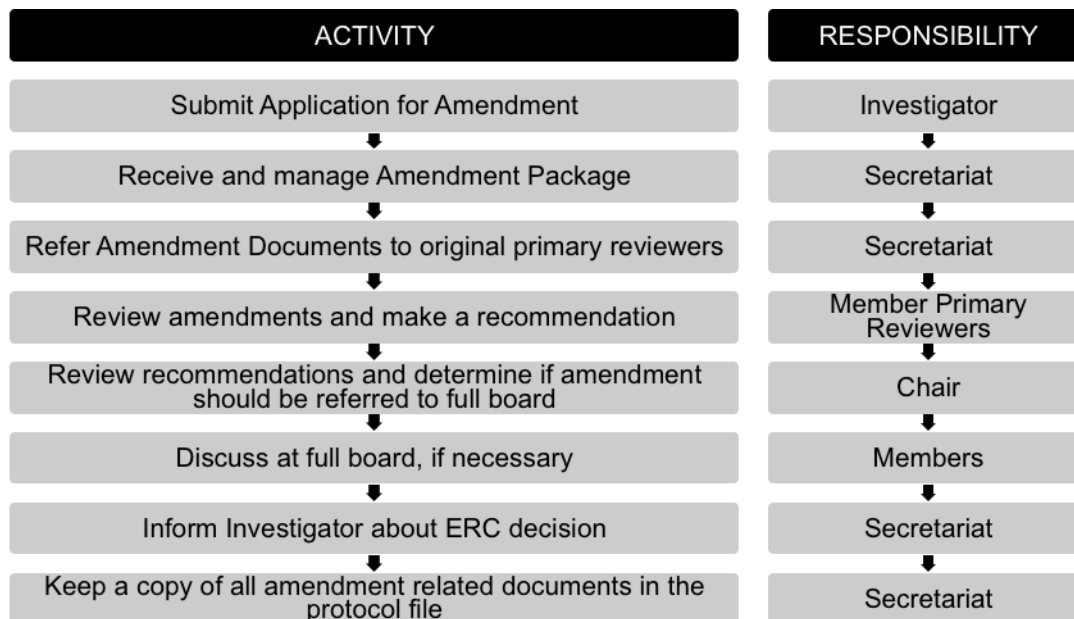 ACTIVITY
RESPONSIBILITY
Submit Application for Amendment
Investigator
Receive and manage Amendment Package
Secretariat
Refer Amendment Documents to original primary reviewers
Secretariat
Review amendments and make a recommendation
Member Primary
Reviewers
Review recommendations and determine if amendment
should be referred to full board
Chair
Discuss at full board, if necessary
Members
Inform Investigator about ERC decision
Secretariat
Keep a copy of all amendment related documents in the
protocol file
Secretariat